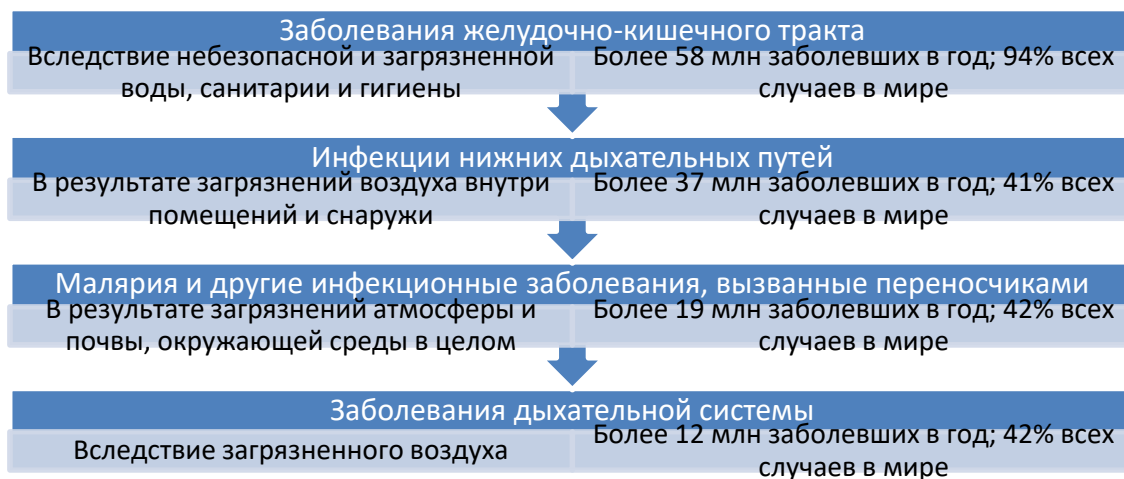 Заболевания желудочно-кишечного тракта
Вследствие небезопасной и загрязненной
воды, санитарии и гигиены
Более 58 млн заболевших в год; 94% всех
случаев в мире
Инфекции нижних дыхательных путей
В результате загрязнений воздуха внутри
помещений и снаружи
Более 37 млн заболевших в год; 41% всех
случаев в мире
Малярия и другие инфекционные заболевания, вызванные переносчиками
В результате загрязнений атмосферы и
почвы, окружающей среды в целом
Более 19 млн заболевших в год; 42% всех
случаев в мире
Заболевания дыхательной системы
Вследствие загрязненного воздуха
Более 12 млн заболевших в год; 42% всех
случаев в мире